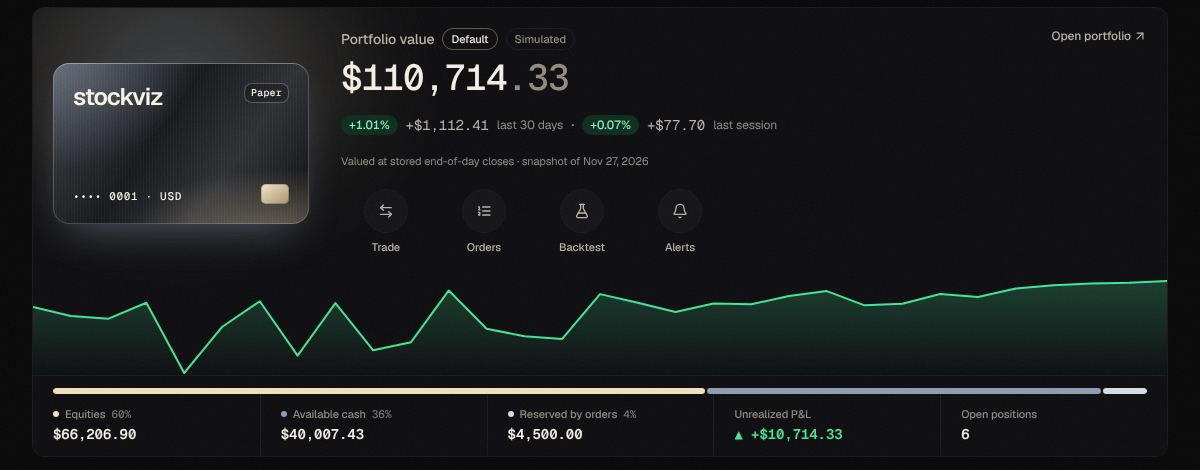 stockviz
Paper
•••• 0001 · USD
Portfolio value Default Simulated
Open portfolio ↗
$110,714.33
+1.01% +$1,112.41 last 30 days · +0.07% +$77.70 last session
Valued at stored end-of-day closes · snapshot of Nov 27, 2026
Trade Orders Backtest Alerts
Equities 60%
$66,206.90
Available cash 36%
$40,007.43
Reserved by orders 4%
$4,500.00
Unrealized P&L
▲ +$10,714.33
Open positions
6